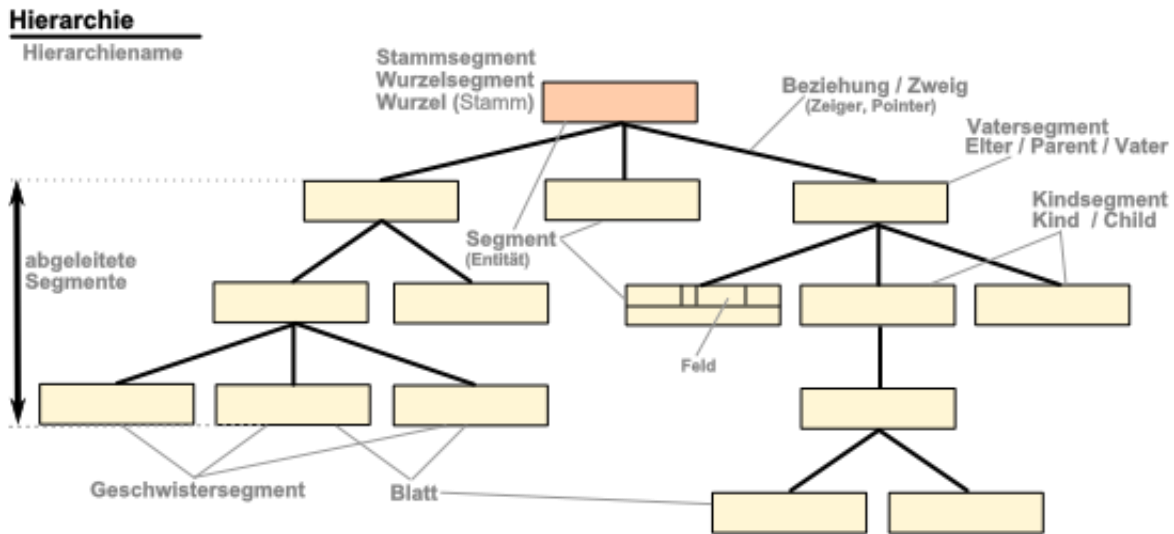 Hierarchie
Hierarchiename
Stammsegment
Wurzelsegment
Wurzel (Stamm)
Beziehung / Zweig
(Zeiger, Pointer)
Vatersegment
Elter / Parent / Vater
Kindsegment
Kind / Child
Segment
(Entität)
abgeleitete
Segmente
Feld
Geschwistersegment
Blatt